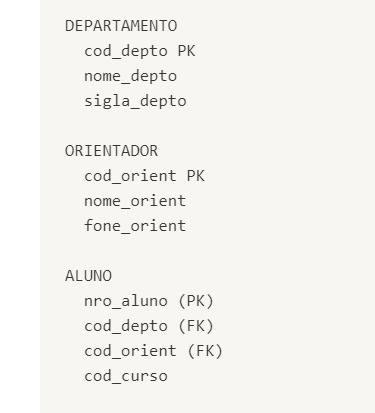 DEPARTAMENTO
cod_depto PK
nome_depto
sigla_depto
ORIENTADOR
cod_orient PK
nome_orient
fone_orient
ALUNO
nro_aluno (PK)
cod_depto (FK)
cod_orient (FK)
cod_curso